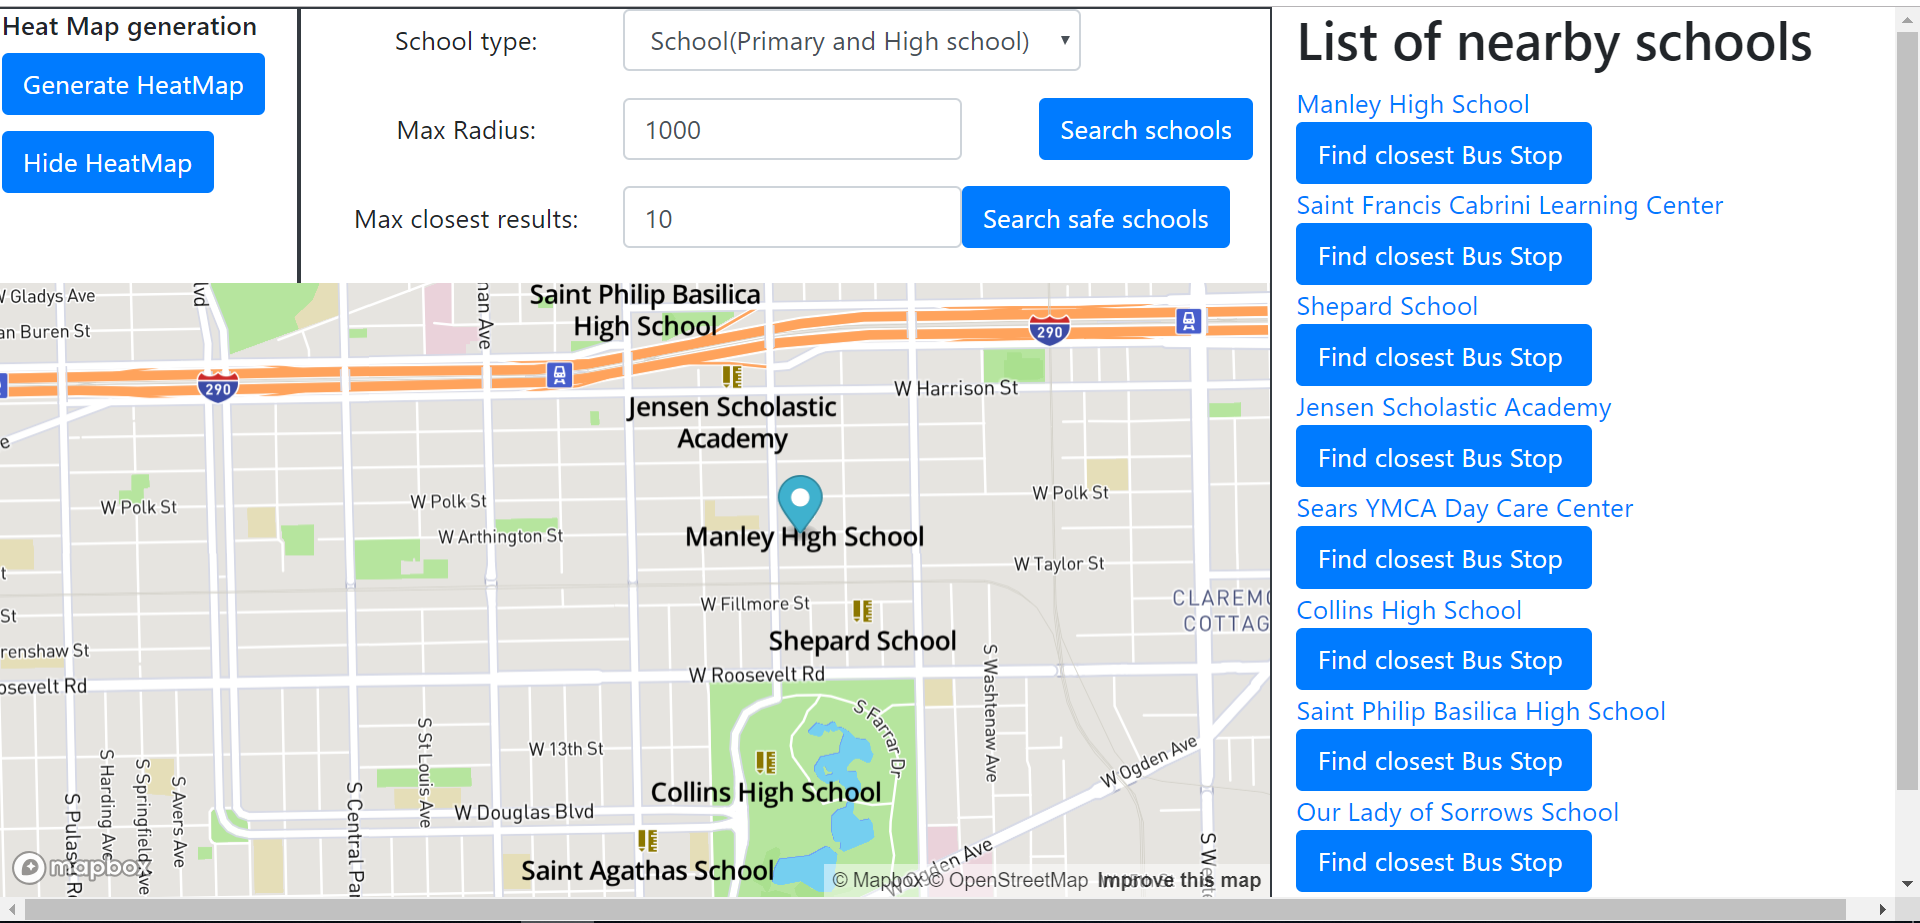 Heat Map generation
Generate HeatMap
Hide HeatMap
School type:
School(Primary and High school)
Max Radius:
1000
Search schools
Max closest results:
10
Search safe schools
W Gladys Ave
an Buren St
lvd
nan Ave
Saint Philip Basilica
High School
290
290
W Harrison St
Jensen Scholastic
Academy
e
W Polk St
W Polk St
W Polk St
W Arthington St
Manley High School
W Taylor St
t
St
W Fillmore St
CLAREMO
COTTAG
Shepard School
renshaw St
osevelt Rd
W Roosevelt Rd
S Washtenaw Ave
S Farrar Dr
W 13th St
S St Louis Ave
S Harding Ave
S Springfield Ave
S Avers Ave
S Central Par
W Ogden Ave
Collins High School
W Douglas Blvd
Saint Agathas School
W Ogden Ave
mapbox
© Mapbox © OpenStreetMap Improve this map
List of nearby schools
Manley High School
Find closest Bus Stop
Saint Francis Cabrini Learning Center
Find closest Bus Stop
Shepard School
Find closest Bus Stop
Jensen Scholastic Academy
Find closest Bus Stop
Sears YMCA Day Care Center
Find closest Bus Stop
Collins High School
Find closest Bus Stop
Saint Philip Basilica High School
Find closest Bus Stop
Our Lady of Sorrows School
Find closest Bus Stop